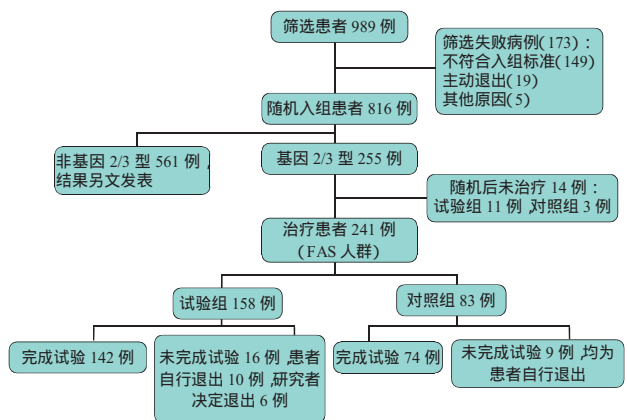 筛选患者 989 例
筛选失败病例(173)：
不符合入组标准(149)
主动退出(19)
其他原因(5)
随机入组患者 816 例
非基因 2/3 型 561 例,
结果另文发表
基因 2/3 型 255 例
随机后未治疗 14 例：
试验组 11 例,对照组 3 例
治疗患者 241 例
(FAS 人群)
试验组 158 例
对照组 83 例
完成试验 142 例
未完成试验 16 例,患者
自行退出 10 例,研究者
决定退出 6 例
完成试验 74 例
未完成试验 9 例,均为
患者自行退出